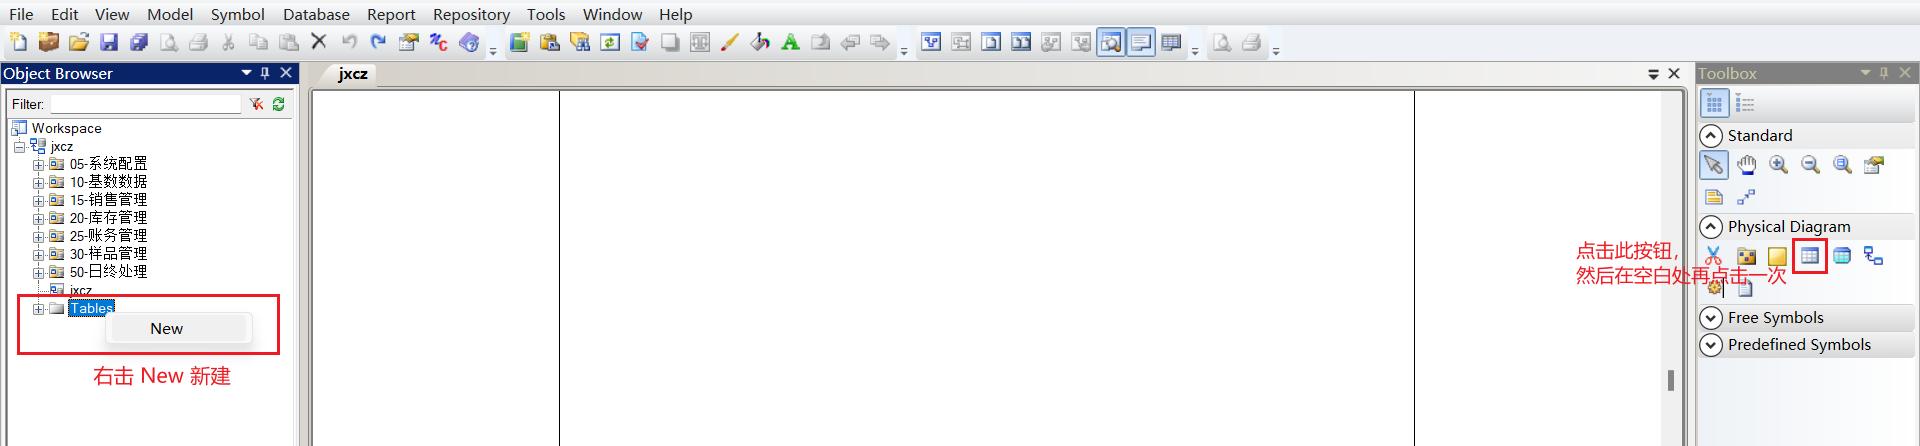 File Edit View Model Symbol Database Report Repository Tools Window Help
Object Browser
Filter:
Workspace
jxcz
05-系统配置
10-基数数据
15-销售管理
20-库存管理
25-账务管理
30-样品管理
50-日终处理
jxcz
Tables
New
右击 New 新建
jxcz
点击此按钮,
然后在空白处再点击一次
Toolbox
Standard
Physical Diagram
Free Symbols
Predefined Symbols